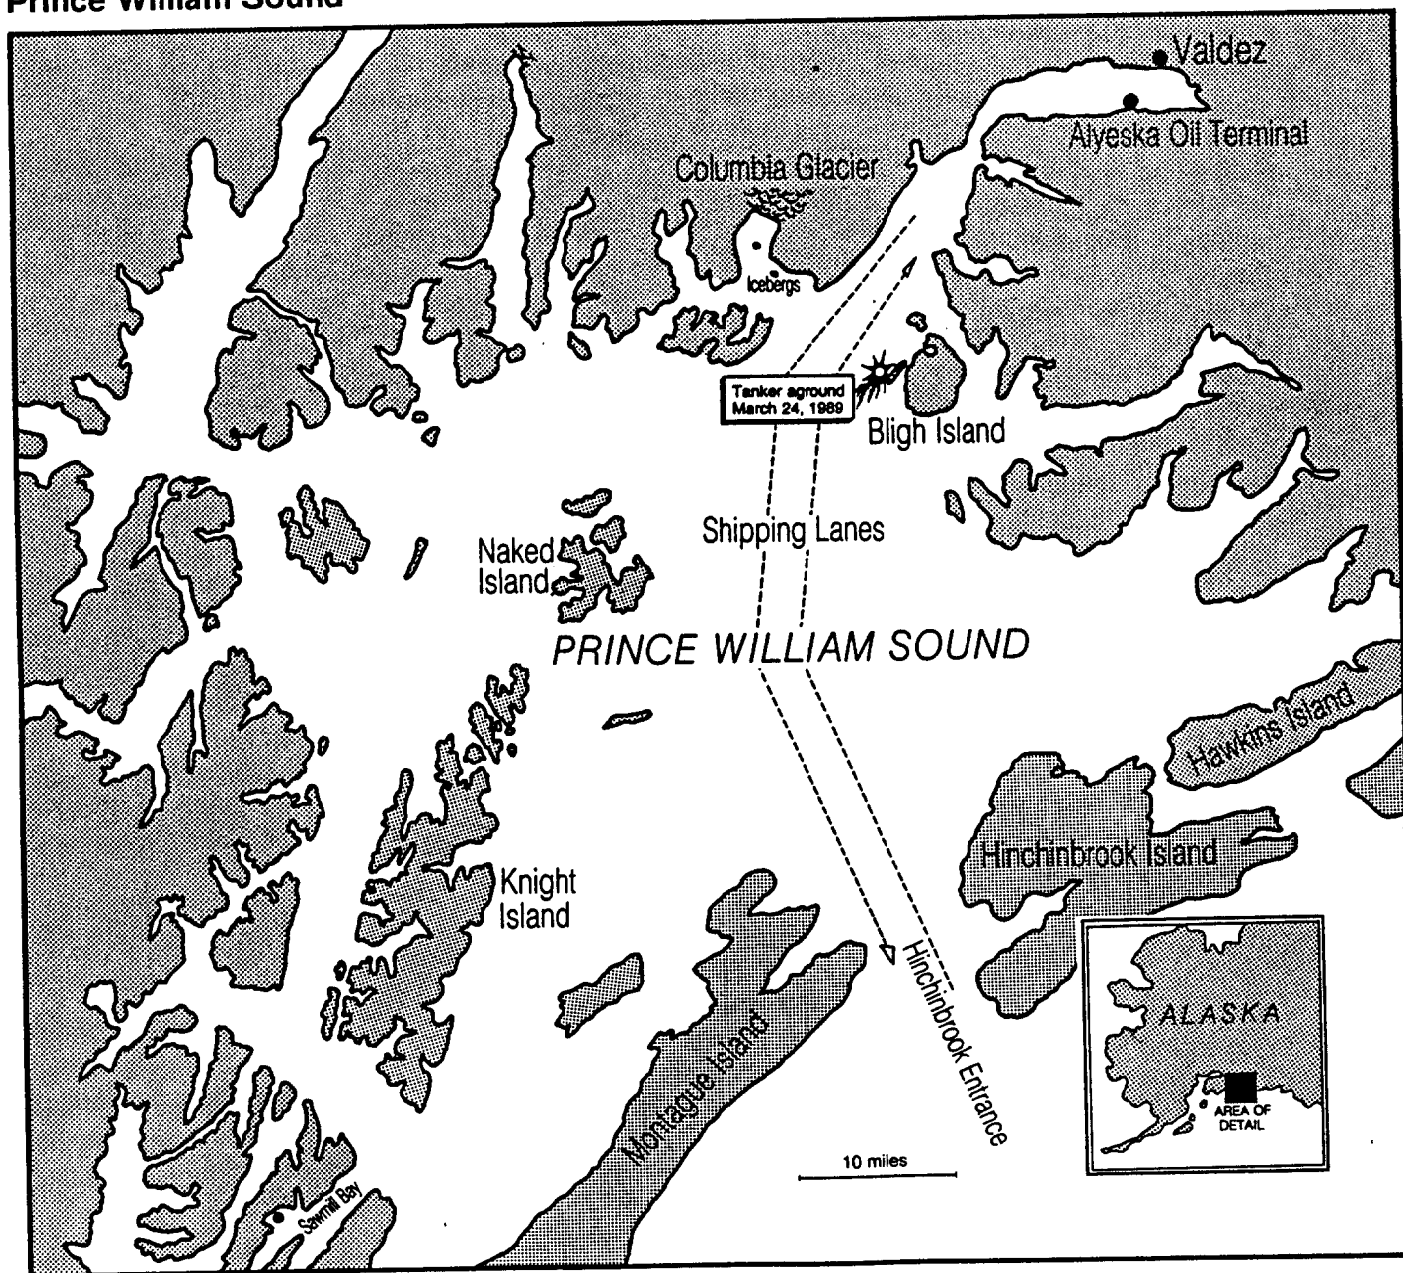 Prince William Sound
Valdez
Alyeska Oil Terminal
Columbia Glacier
Icebergs
Tanker aground
March 24, 1989
Bligh Island
Shipping Lanes
Naked
Island
PRINCE WILLIAM SOUND
Hawkins Island
Hinchinbrook Island
Knight
Island
Hinchinbrook Entrance
Montague Island
ALASKA
AREA OF
DETAIL
10 miles
Sawmill Bay